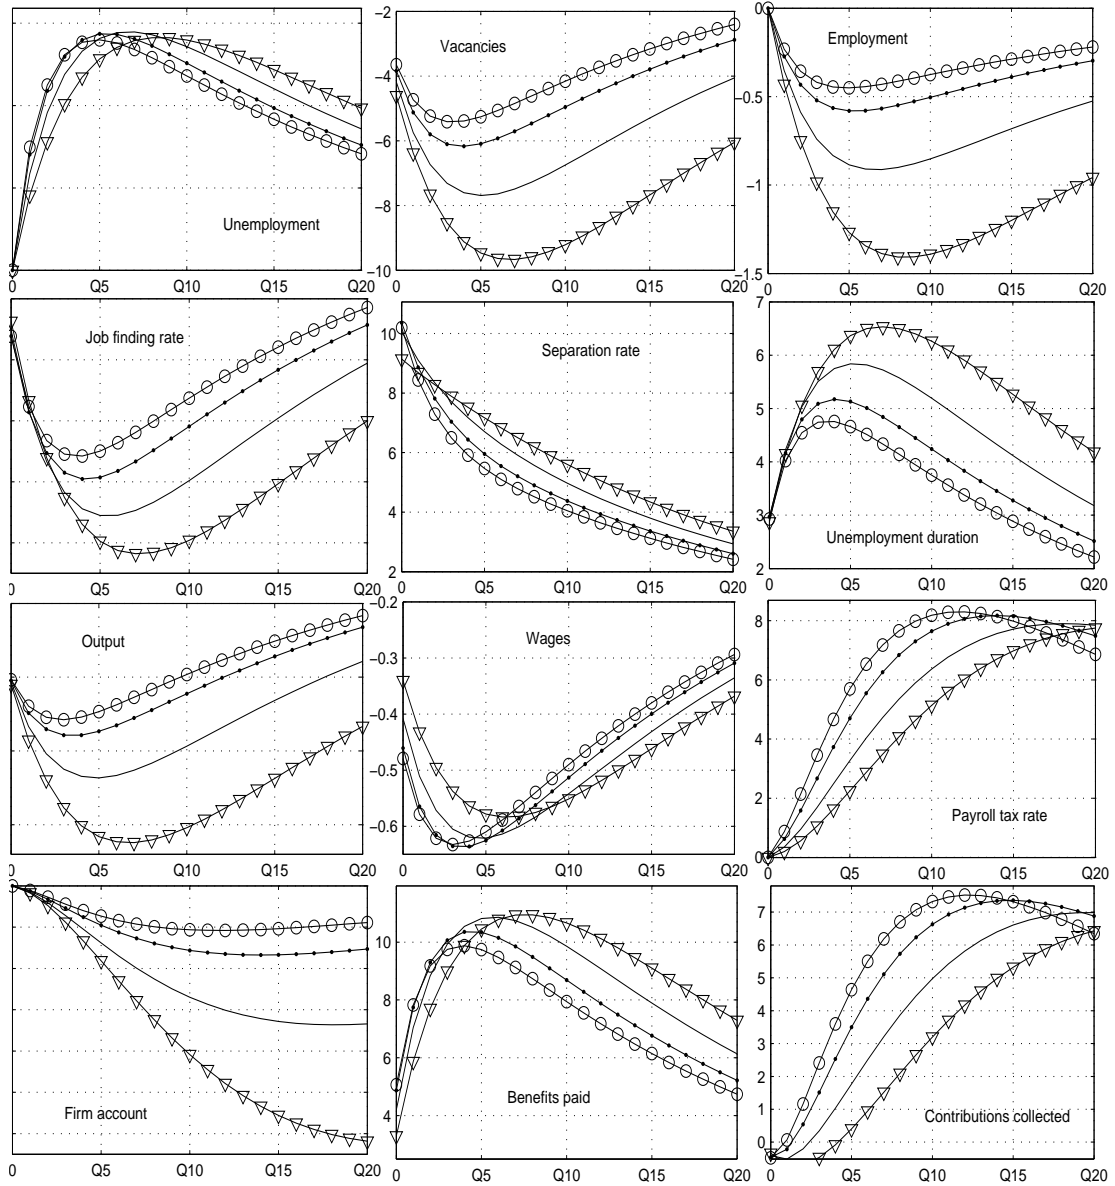 Unemployment
0 Q5 Q10 Q15 Q20
−2
−4
−6
−8
−10
Vacancies
0 Q5 Q10 Q15 Q20
0
−0.5
−1
−1.5
Employment
0 Q5 Q10 Q15 Q20
Job finding rate
0 Q5 Q10 Q15 Q20
10
8
6
4
2
Separation rate
0 Q5 Q10 Q15 Q20
7
6
5
4
3
2
Unemployment duration
0 Q5 Q10 Q15 Q20
Output
0 Q5 Q10 Q15 Q20
−0.2
−0.3
−0.4
−0.5
−0.6
Wages
0 Q5 Q10 Q15 Q20
8
6
4
2
0
Payroll tax rate
0 Q5 Q10 Q15 Q20
Firm account
0 Q5 Q10 Q15 Q20
10
8
6
4
Benefits paid
0 Q5 Q10 Q15 Q20
7
6
5
4
3
2
1
0
Contributions collected
0 Q5 Q10 Q15 Q20